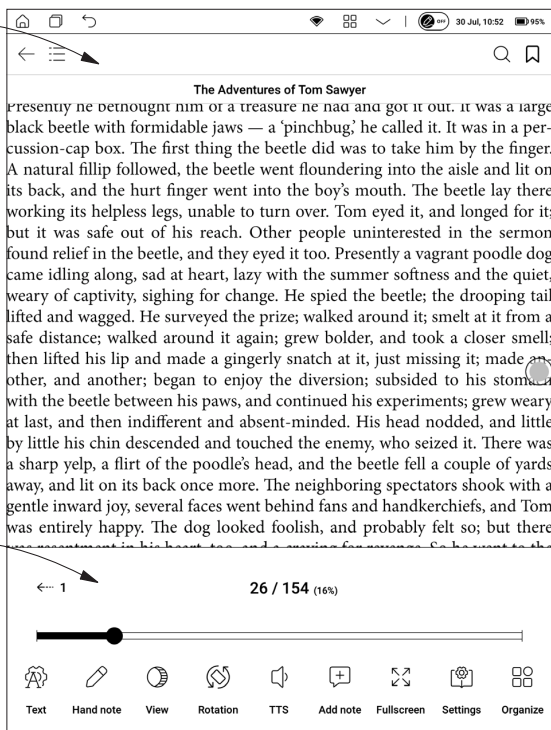 OFF 30 Jul, 10:52 95%
The Adventures of Tom Sawyer
Presently he bethought him of a treasure he had and got it out. It was a large
black beetle with formidable jaws — a ‘pinchbug,’ he called it. It was in a per-
cussion-cap box. The first thing the beetle did was to take him by the finger.
A natural fillip followed, the beetle went floundering into the aisle and lit on
its back, and the hurt finger went into the boy’s mouth. The beetle lay there
working its helpless legs, unable to turn over. Tom eyed it, and longed for it;
but it was safe out of his reach. Other people uninterested in the sermon
found relief in the beetle, and they eyed it too. Presently a vagrant poodle dog
came idling along, sad at heart, lazy with the summer softness and the quiet,
weary of captivity, sighing for change. He spied the beetle; the drooping tail
lifted and wagged. He surveyed the prize; walked around it; smelt at it from a
safe distance; walked around it again; grew bolder, and took a closer smell;
then lifted his lip and made a gingerly snatch at it, just missing it; made an-
other, and another; began to enjoy the diversion; subsided to his stomach
with the beetle between his paws, and continued his experiments; grew weary
at last, and then indifferent and absent-minded. His head nodded, and little
by little his chin descended and touched the enemy, who seized it. There was
a sharp yelp, a flirt of the poodle’s head, and the beetle fell a couple of yards
away, and lit on its back once more. The neighboring spectators shook with a
gentle inward joy, several faces went behind fans and handkerchiefs, and Tom
was entirely happy. The dog looked foolish, and probably felt so; but there
was resentment in his heart, too, and a craving for revenge. So he went to the
1
26 / 154 (16%)
Text Hand note View Rotation TTS Add note Fullscreen Settings Organize